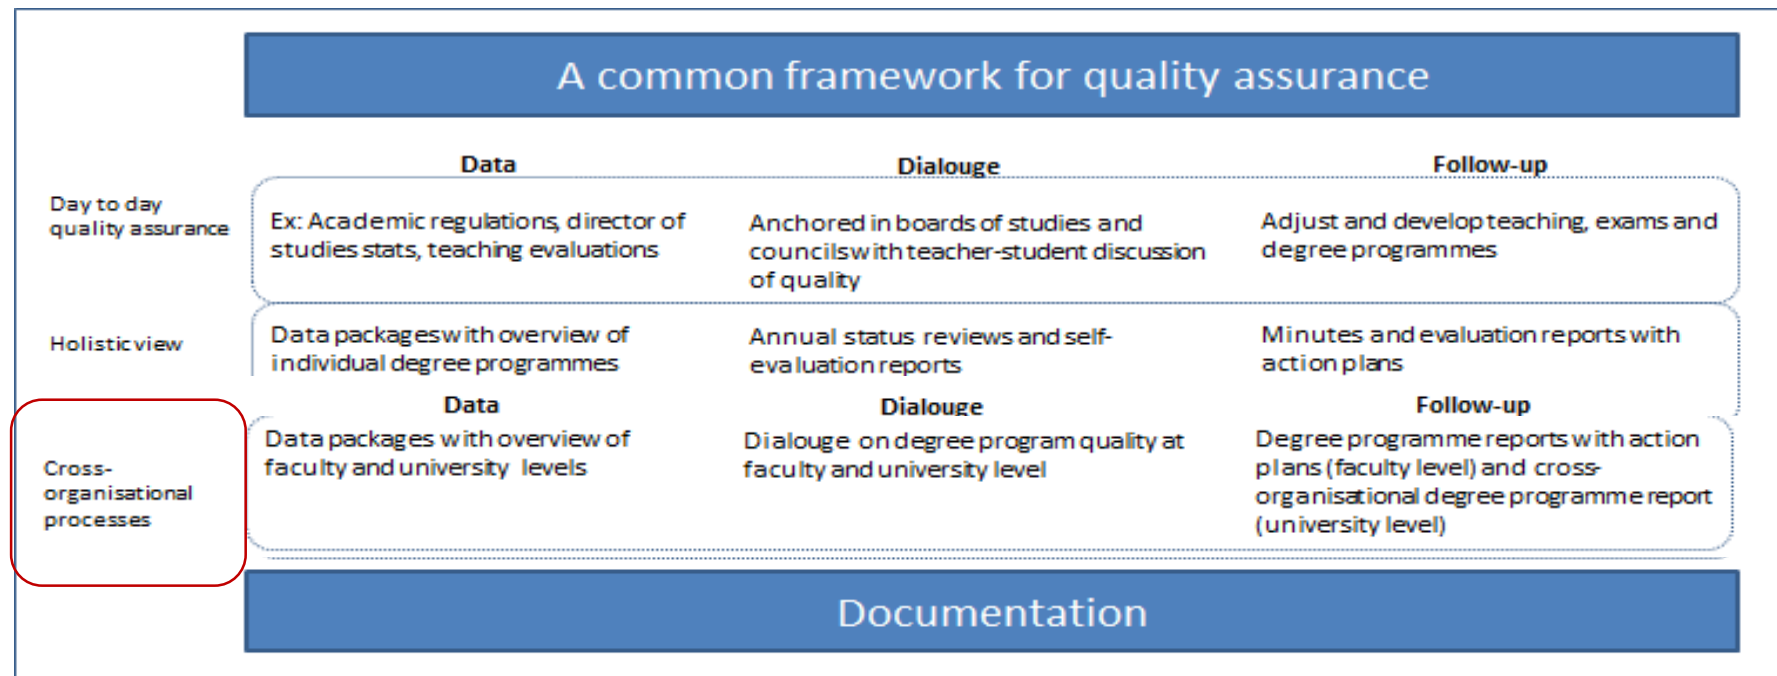 A common framework for quality assurance
Data
Dialouge
Follow-up
Day to day
quality assurance
Ex: Academic regulations, director of
studies stats, teaching evaluations
Anchored in boards of studies and
councils with teacher-student discussion
of quality
Adjust and develop teaching, exams and
degree programmes
Holistic view
Data packages with overview of
individual degree programmes
Annual status reviews and self-
evaluation reports
Minutes and evaluation reports with
action plans
Data
Dialouge
Follow-up
Cross-
organisational
processes
Data packages with overview of
faculty and university levels
Dialouge on degree program quality at
faculty and university level
Degree programme reports with action
plans (faculty level) and cross-
organisational degree programme report
(university level)
Documentation